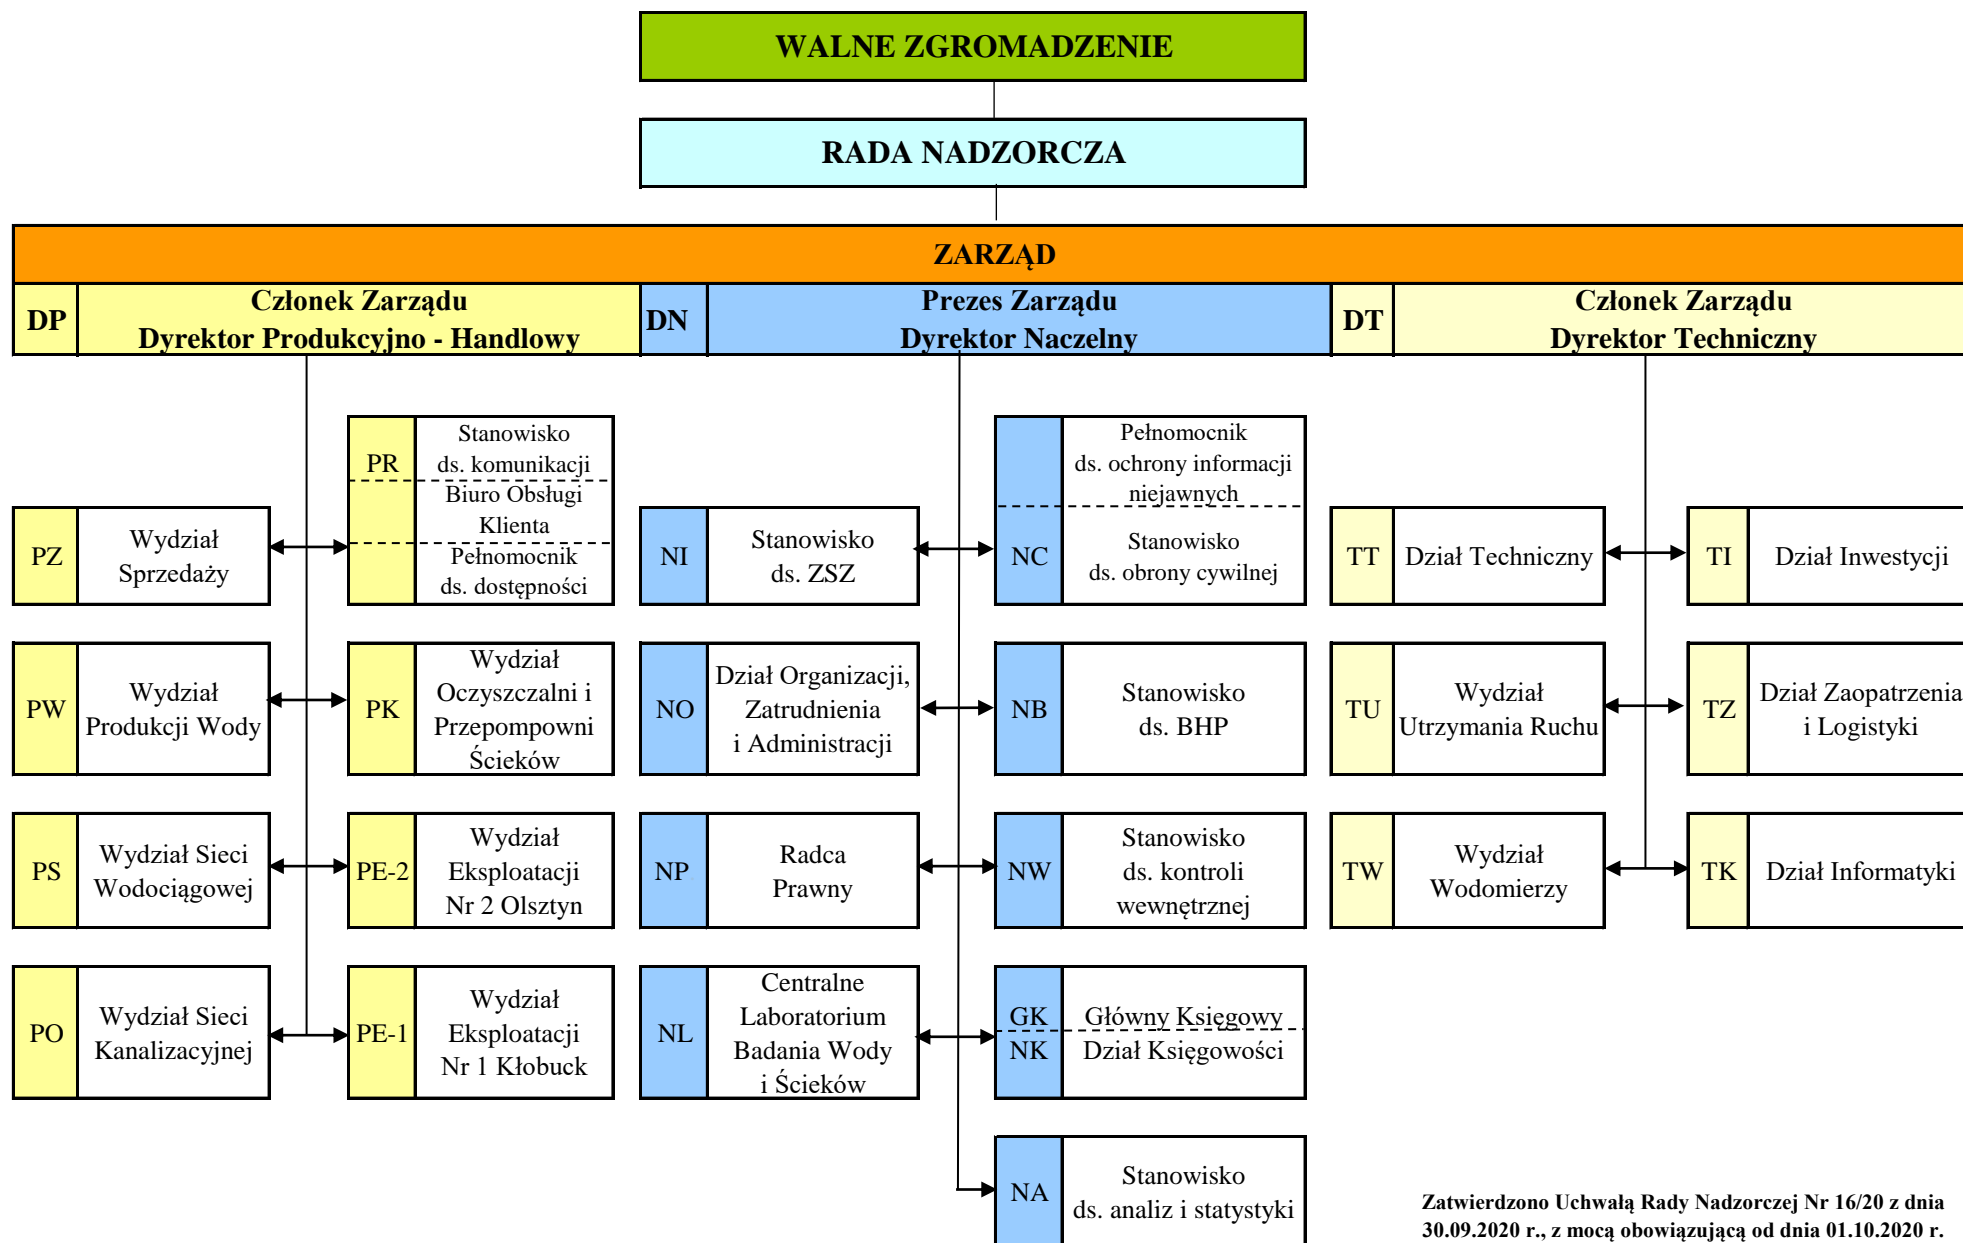 WALNE ZGROMADZENIE
RADA NADZORCZA
ZARZĄD
DP
Członek Zarządu
Dyrektor Produkcyjno - Handlowy
DN
Prezes Zarządu
Dyrektor Naczelny
DT
Członek Zarządu
Dyrektor Techniczny
PR
Stanowisko
ds. komunikacji
Biuro Obsługi
Klienta
Pełnomocnik
ds. dostępności
PZ
Wydział
Sprzedaży
NI
Stanowisko
ds. ZSZ
Pełnomocnik
ds. ochrony informacji
niejawnych
NC
Stanowisko
ds. obrony cywilnej
TT
Dział Techniczny
TI
Dział Inwestycji
PW
Wydział
Produkcji Wody
PK
Wydział
Oczyszczalni i
Przepompowni
Ścieków
NO
Dział Organizacji,
Zatrudnienia
i Administracji
NB
Stanowisko
ds. BHP
TU
Wydział
Utrzymania Ruchu
TZ
Dział Zaopatrzenia
i Logistyki
PS
Wydział Sieci
Wodociągowej
PE-2
Wydział
Eksploatacji
Nr 2 Olsztyn
NP
Radca
Prawny
NW
Stanowisko
ds. kontroli
wewnętrznej
TW
Wydział
Wodomierzy
TK
Dział Informatyki
PO
Wydział Sieci
Kanalizacyjnej
PE-1
Wydział
Eksploatacji
Nr 1 Kłobuck
NL
Centralne
Laboratorium
Badania Wody
i Ścieków
GK
Główny Księgowy
NK
Dział Księgowości
NA
Stanowisko
ds. analiz i statystyki
Zatwierdzono Uchwałą Rady Nadzorczej Nr 16/20 z dnia
30.09.2020 r., z mocą obowiązującą od dnia 01.10.2020 r.